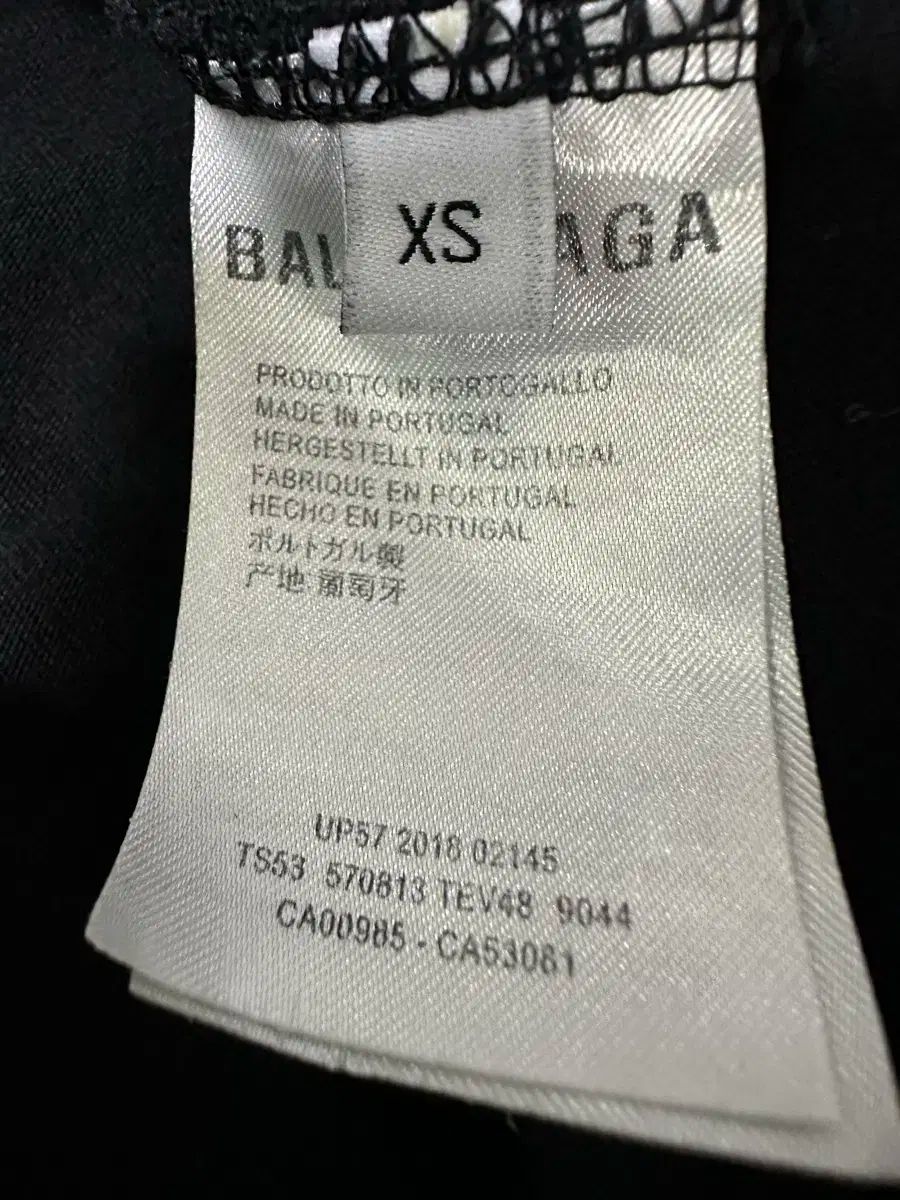 XS
BAL AGA
PRODOTTO IN PORTOGALLO
MADE IN PORTUGAL
HERGESTELLT IN PORTUGAL
FABRIQUE EN PORTUGAL
HECHO EN PORTUGAL
ポルトガル製
产地 葡萄牙
UP57 2018 02145
TS53 570813 TEV48 9044
CA00985 - CA53081